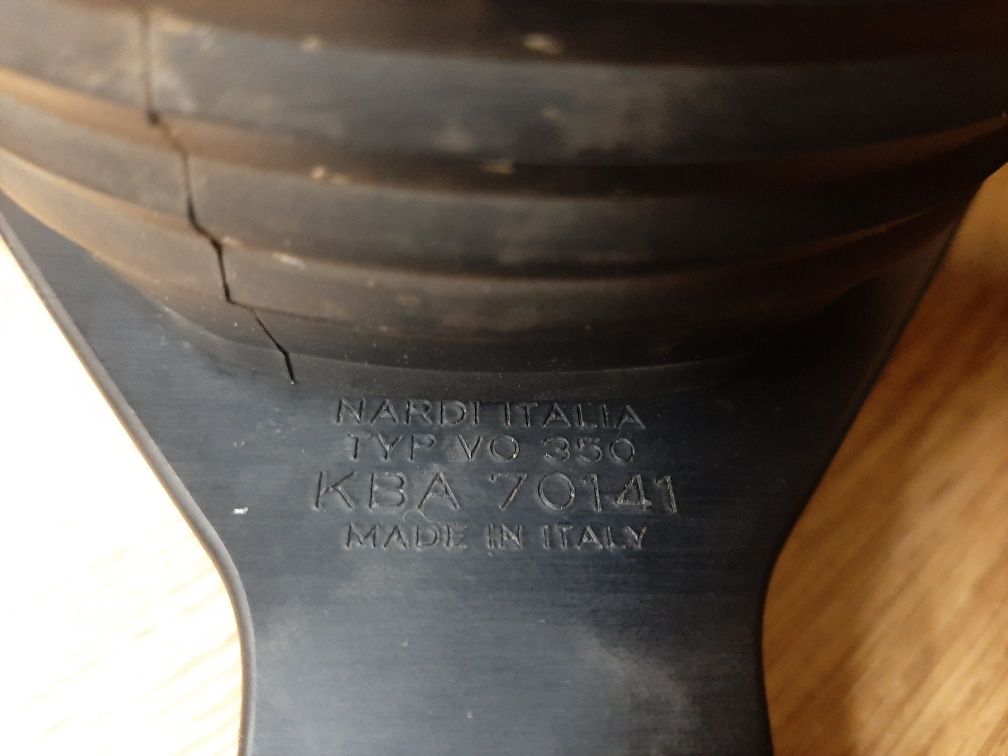 NARDI ITALIA
TYP VO 350
KBA 70141
MADE IN ITALY